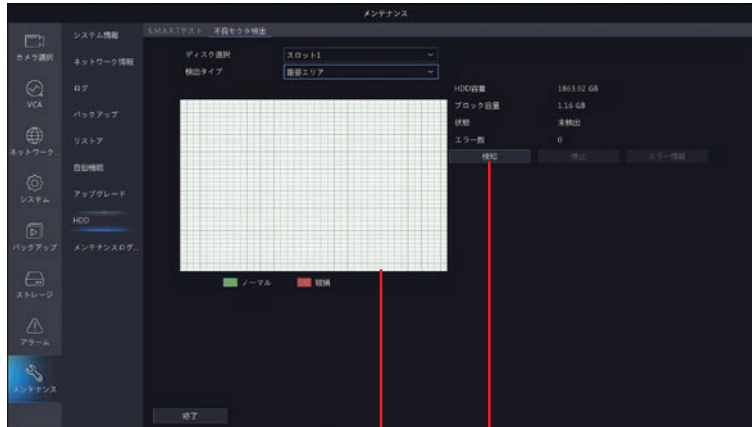 メンテナンス
カメラ選択
VCA
ネットワーク...
システム
バックアップ
ストレージ
アラーム
メンテナンス
システム情報
ネットワーク情報
ログ
バックアップ
リストア
自動機能
アップグレード
HDD
メンテナンスログ...
S.M.A.R.Tテスト 不良セクタ検出
ディスク選択 スロット1
検出タイプ 重要エリア
HDD容量 1863.02 GB
ブロック容量 1.16 GB
状態 未検出
エラー数 0
検知 停止 エラー情報
ノーマル 破損
終了